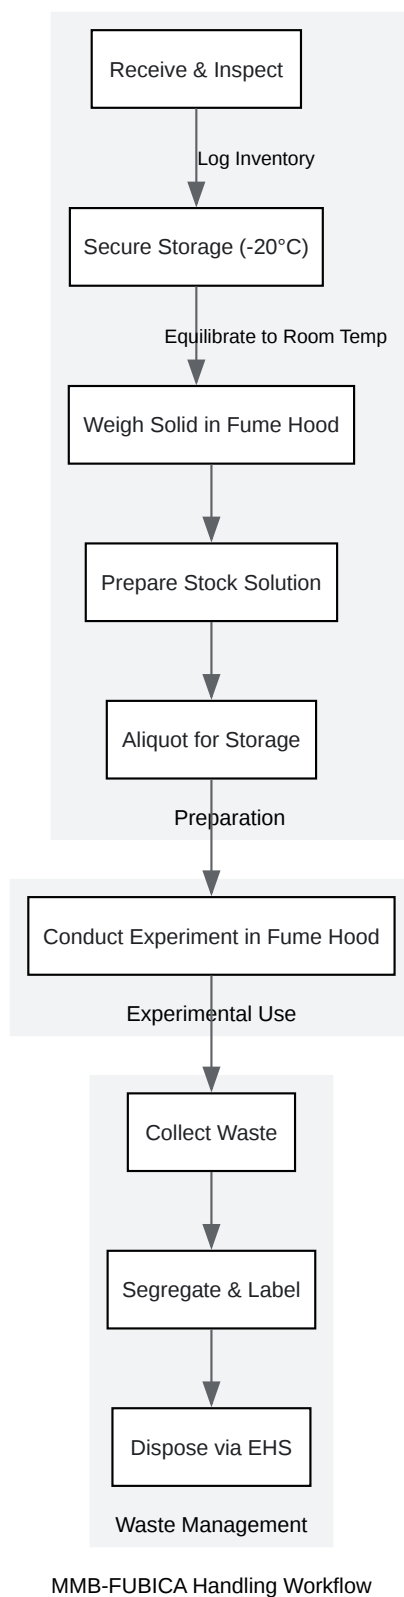 Receive & Inspect
Log Inventory
Secure Storage (-20°C)
Equilibrate to Room Temp
Weigh Solid in Fume Hood
Prepare Stock Solution
Aliquot for Storage
Preparation
Conduct Experiment in Fume Hood
Experimental Use
Collect Waste
Segregate & Label
Dispose via EHS
Waste Management
MMB-FUBICA Handling Workflow